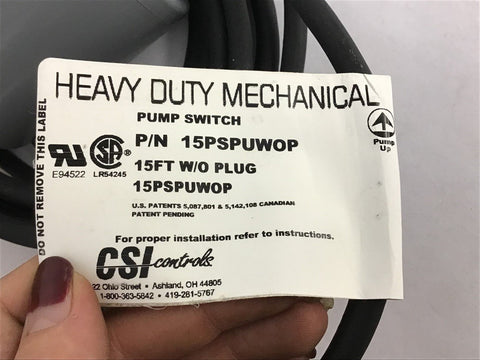 DO NOT REMOVE THIS LABEL
HEAVY DUTY MECHANICAL
PUMP SWITCH
P/N 15PSPUWOP
15FT W/O PLUG
15PSPUWOP
E94522
SA ®
LR54245
Pump
Up
U.S. PATENTS 5,087,801 & 5,142,108 CANADIAN
PATENT PENDING
For proper installation refer to instructions.
CSI controls®
22 Ohio Street • Ashland, OH 44805
1-800-363-5842 • 419-281-5767